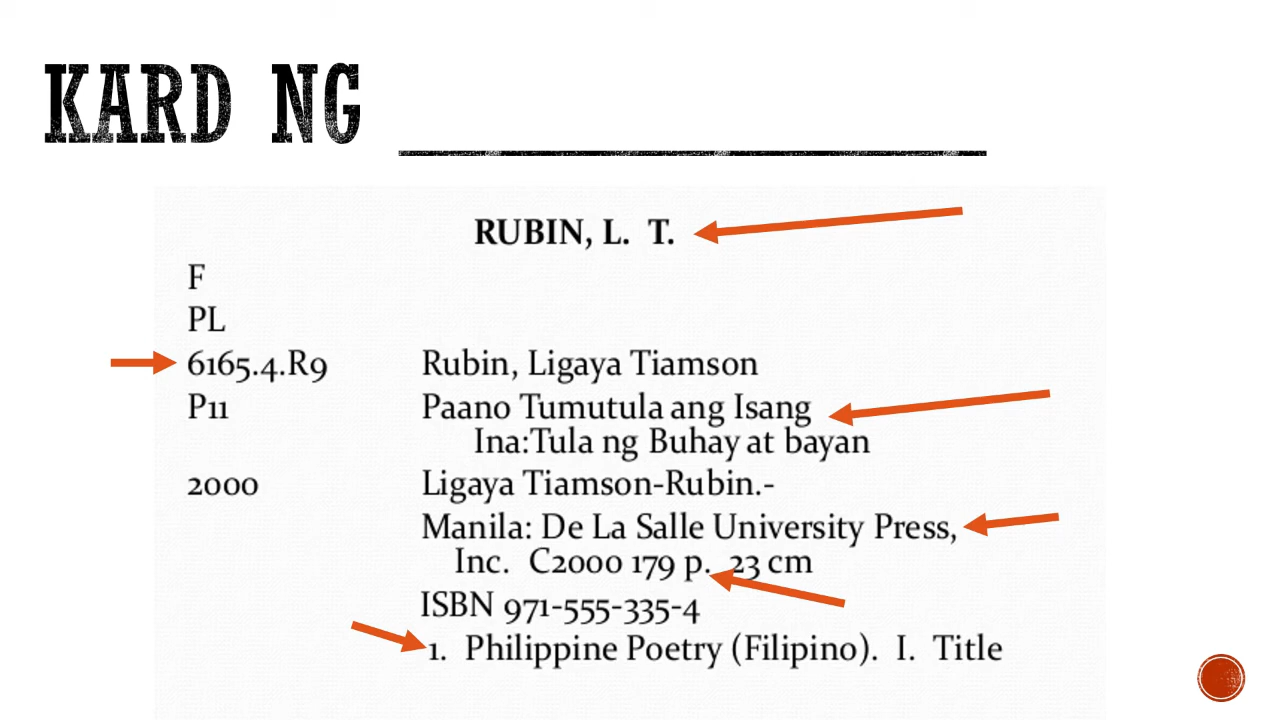 KARD NG ____________
RUBIN, L. T.
F
PL
6165.4.R9 Rubin, Ligaya Tiamson
P11 Paano Tumutula ang Isang
Ina:Tula ng Buhay at bayan
2000 Ligaya Tiamson-Rubin.-
Manila: De La Salle University Press,
Inc. C2000 179 p. 23 cm
ISBN 971-555-335-4
1. Philippine Poetry (Filipino). I. Title